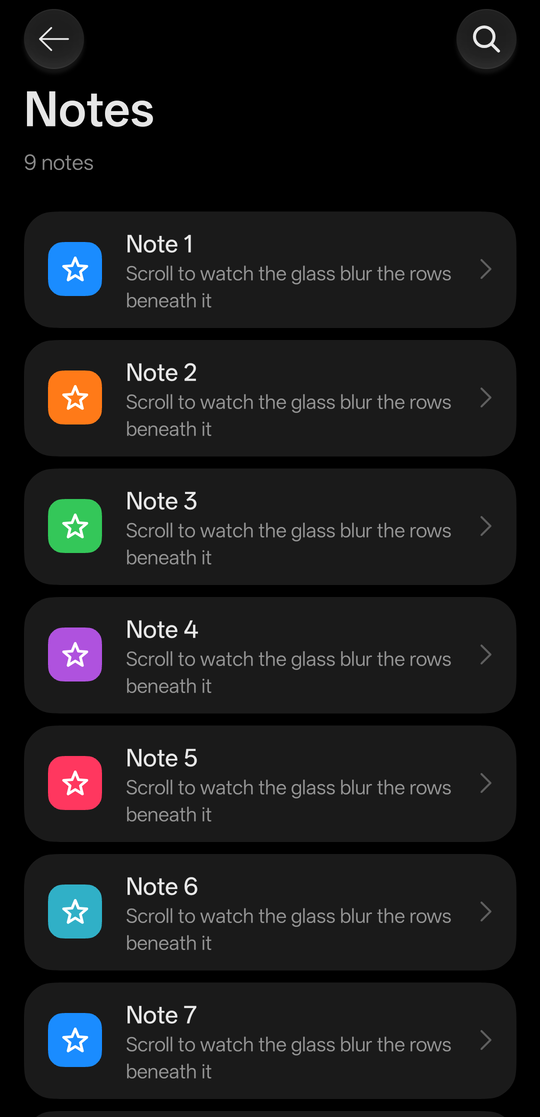 Notes
9 notes
Note 1
Scroll to watch the glass blur the rows
beneath it
Note 2
Scroll to watch the glass blur the rows
beneath it
Note 3
Scroll to watch the glass blur the rows
beneath it
Note 4
Scroll to watch the glass blur the rows
beneath it
Note 5
Scroll to watch the glass blur the rows
beneath it
Note 6
Scroll to watch the glass blur the rows
beneath it
Note 7
Scroll to watch the glass blur the rows
beneath it